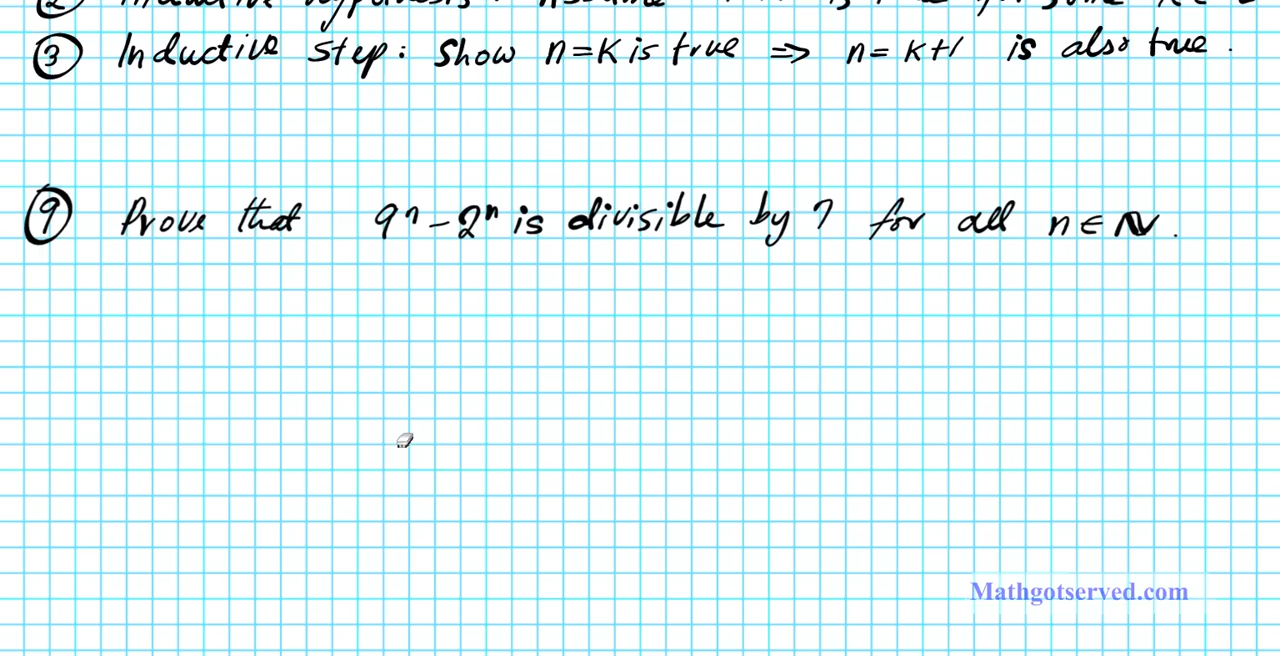 ③ Inductive step: Show n=K is true ⇒ n= K+1 is also true.
⑨ Prove that 9ⁿ-2ⁿ is divisible by 7 for all n∈ℕ.
Mathgotserved.com